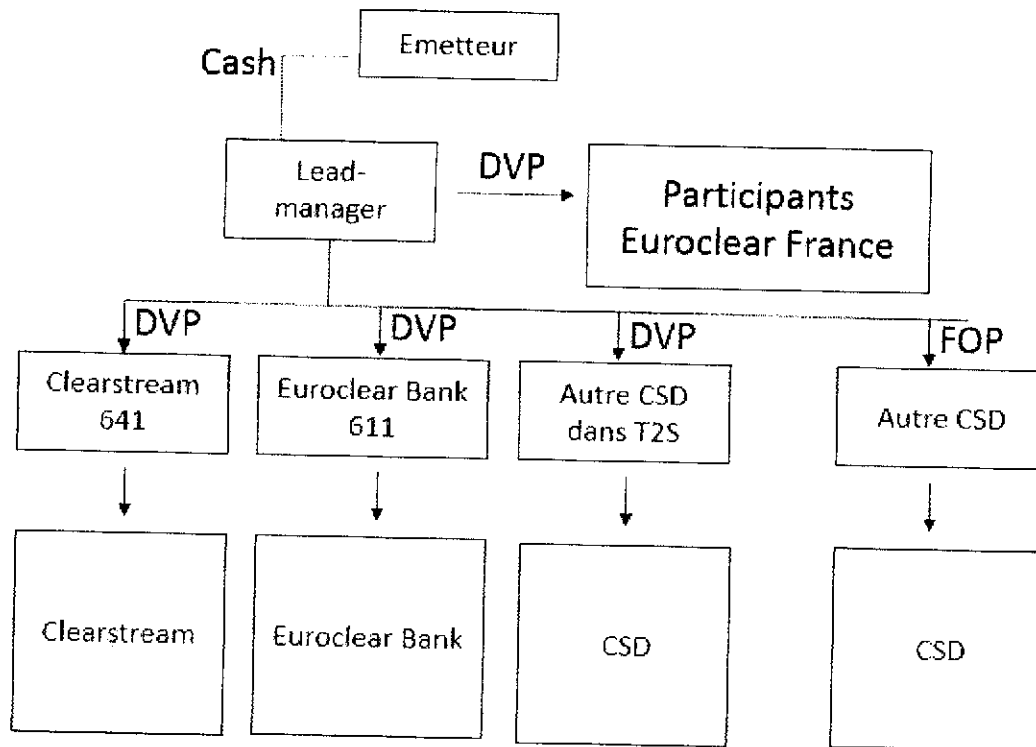 Emetteur
Cash
Lead-
manager
DVP
Participants
Euroclear France
DVP
DVP
DVP
FOP
Clearstream
641
Euroclear Bank
611
Autre CSD
dans T2S
Autre CSD
Clearstream
Euroclear Bank
CSD
CSD